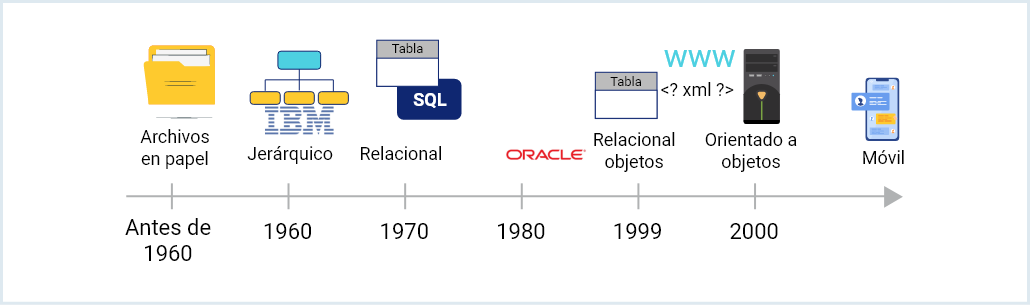 Tabla
SQL
IBM
Archivos
en papel
Jerárquico
Relacional
ORACLE®
Tabla
WWW
<? xml ?>
Relacional
objetos
Orientado a
objetos
Móvil
Antes de
1960
1960
1970
1980
1999
2000